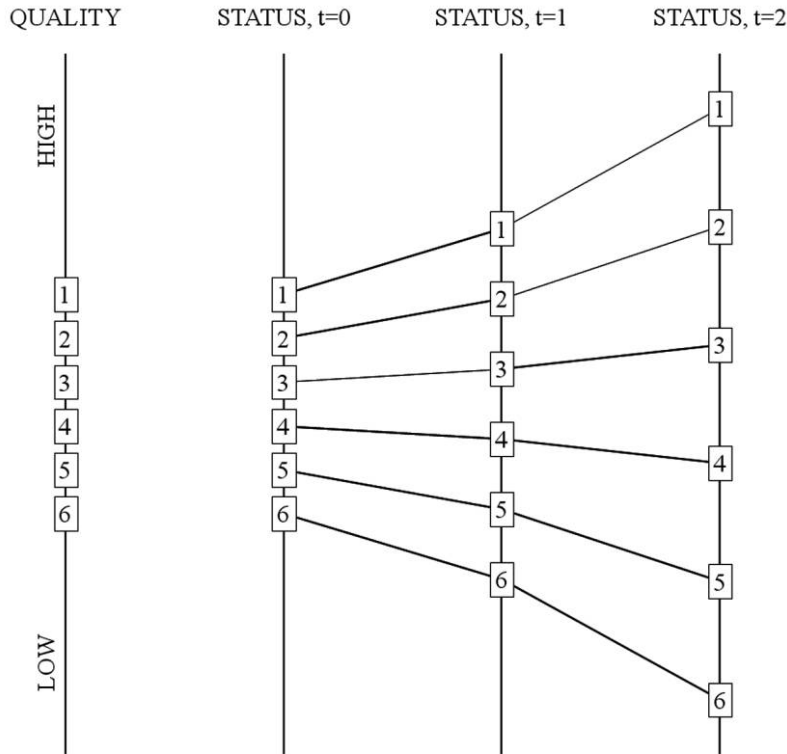 QUALITY STATUS, t=0 STATUS, t=1 STATUS, t=2
HIGH
1 1 1 1
2 2 2 2
3 3 3 3
4 4 4 4
5 5 5 5
6 6 6 6
LOW